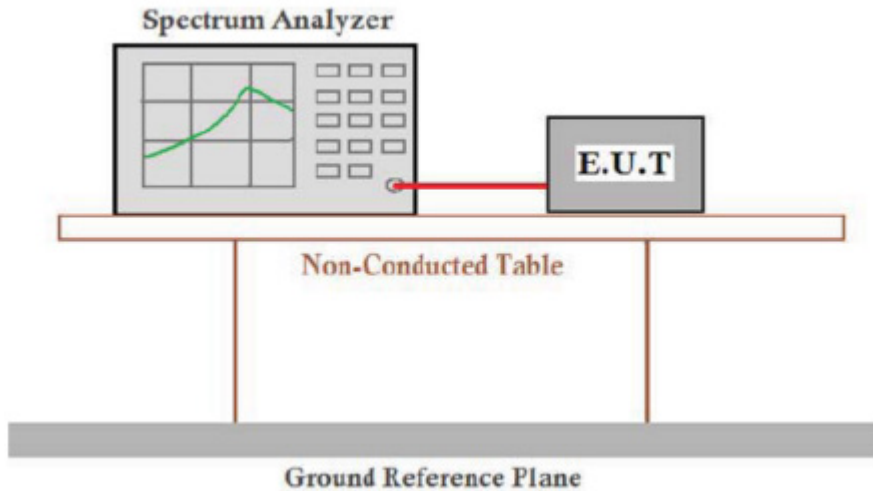 Spectrum Analyzer
E.U.T
Non-Conducted Table
Ground Reference Plane